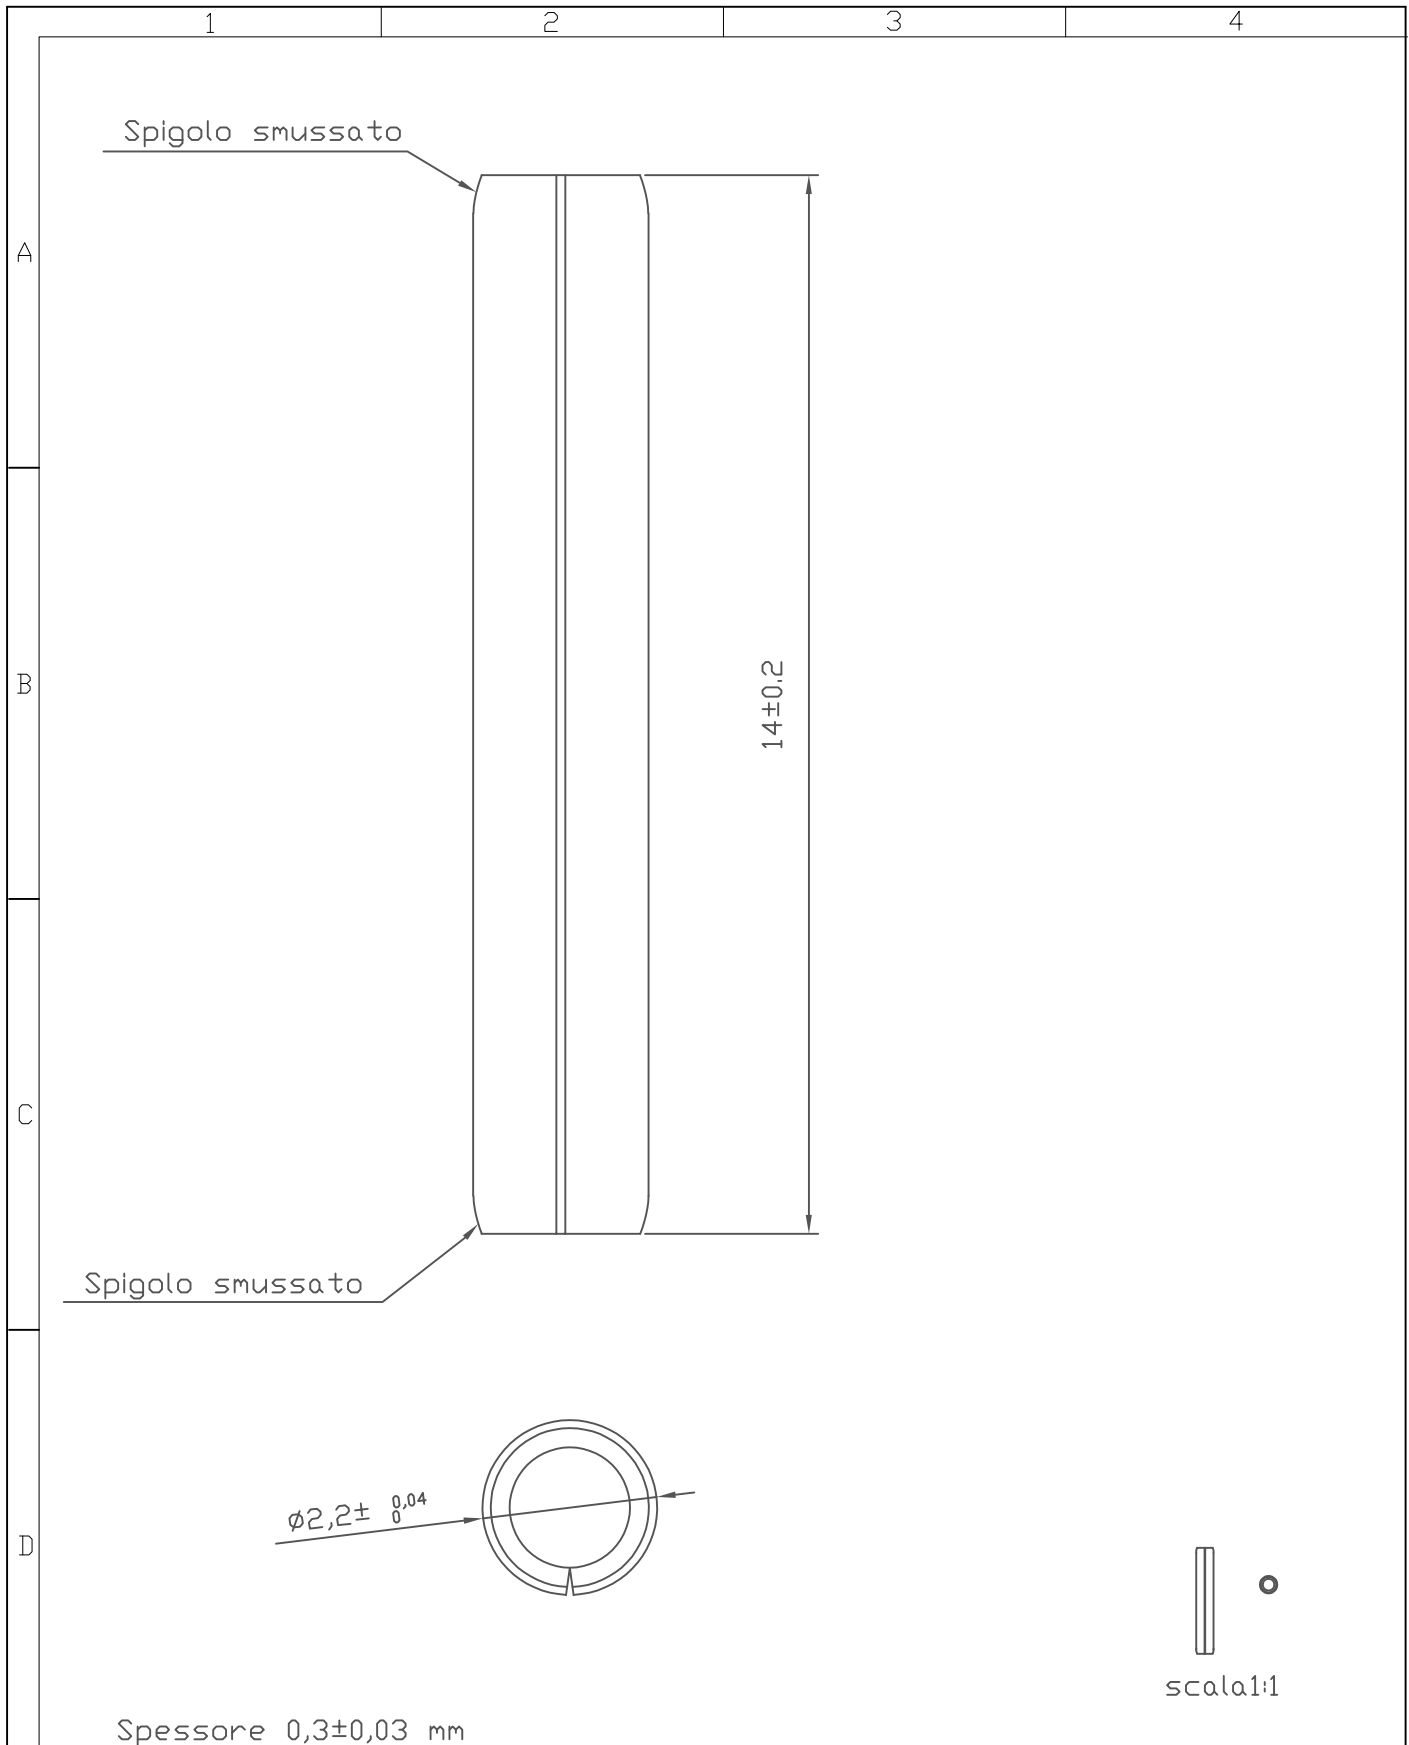 1 2 3 4
Spigolo smussato
A
B
14±0.2
C
Spigolo smussato
ø2,2± 0,04
0
D
scala1:1
Spessore 0,3±0,03 mm